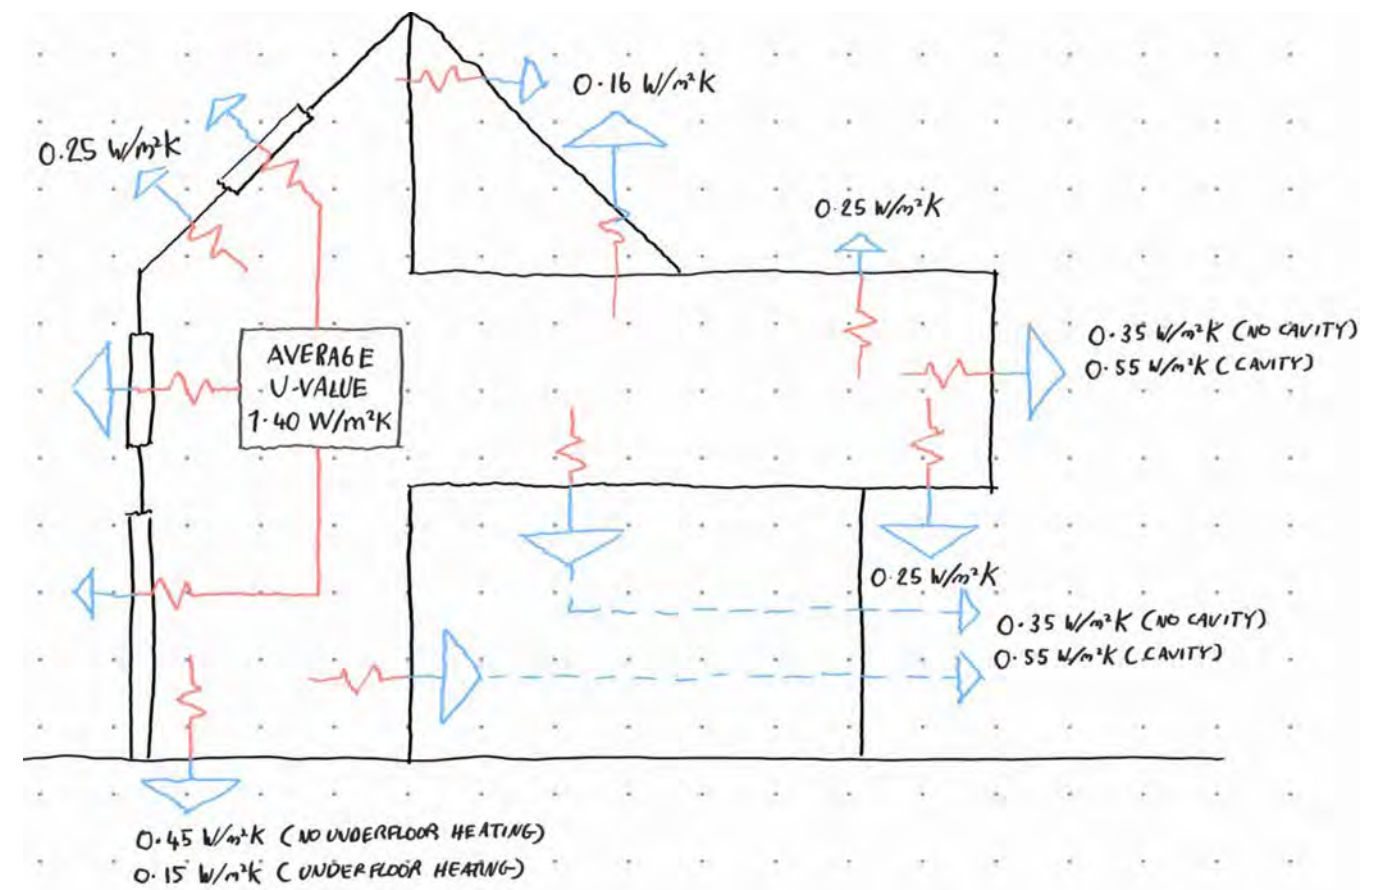 0.16 W/m²K
0.25 W/m²K
0.25 W/m²K
AVERAGE
U-VALUE
1.40 W/m²K
0.35 W/m²K (NO CAVITY)
0.55 W/m²K (CAVITY)
0.25 W/m²K
0.35 W/m²K (NO CAVITY)
0.55 W/m²K (CAVITY)
0.45 W/m²K (NO UNDERFLOOR HEATING)
0.15 W/m²K (UNDERFLOOR HEATING)